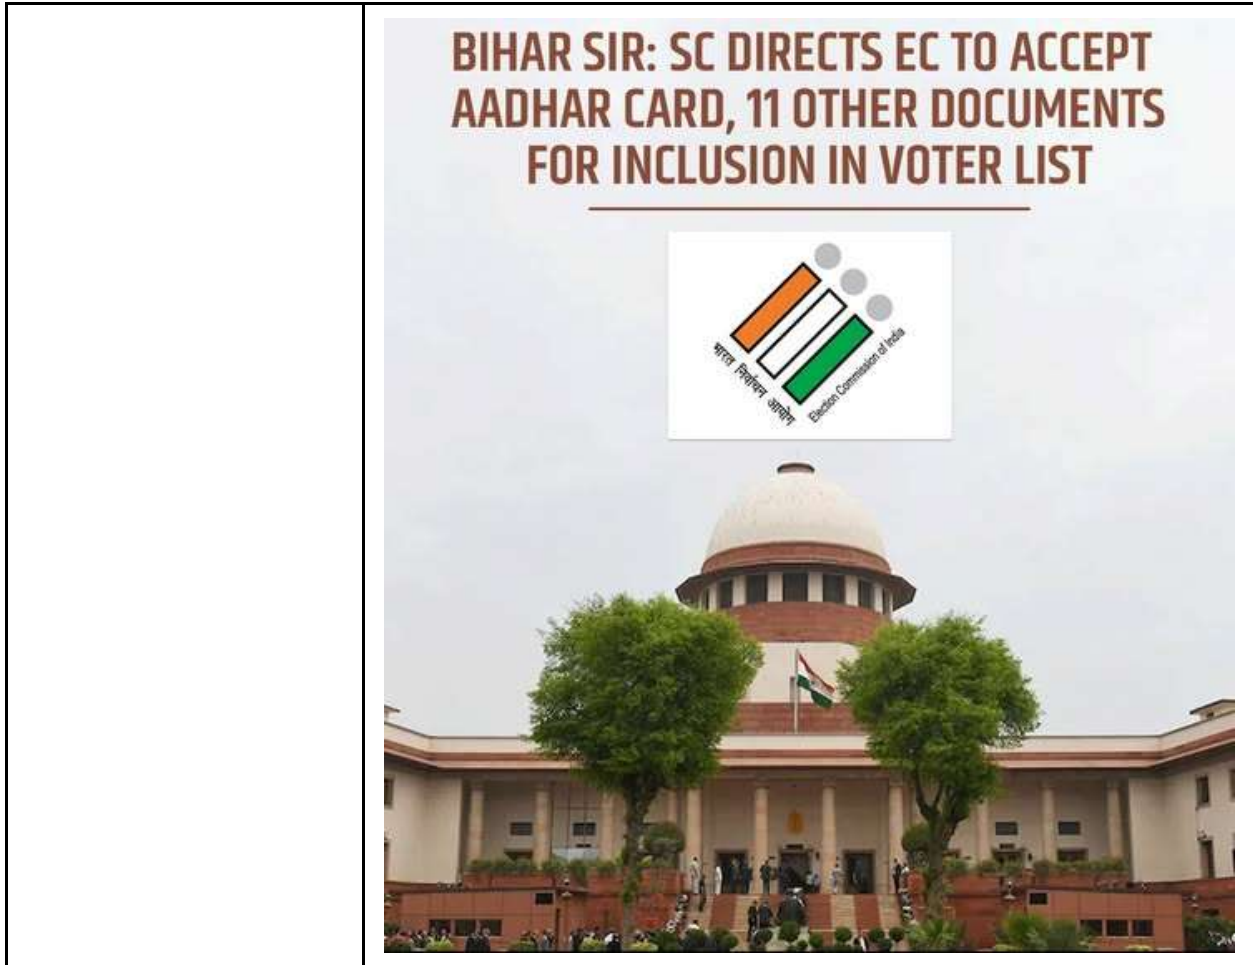 BIHAR SIR: SC DIRECTS EC TO ACCEPT
AADHAR CARD, 11 OTHER DOCUMENTS
FOR INCLUSION IN VOTER LIST
भारत निर्वाचन आयोग
Election Commission of India